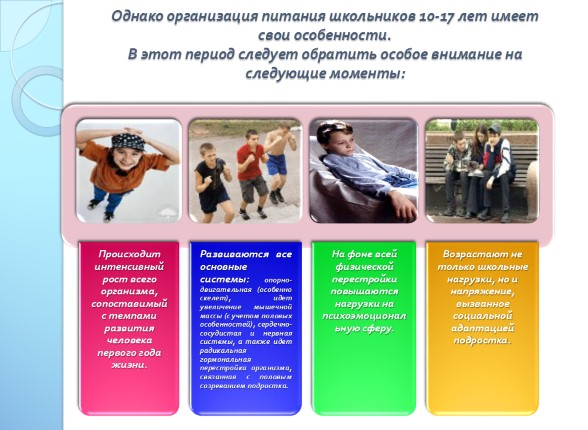 Однако организация питания школьников 10-17 лет имеет
свои особенности.
В этот период следует обратить особое внимание на
следующие моменты:
Происходит
интенсивный
рост всего
организма,
сопоставимый
с темпами
развития
человека
первого года
жизни.
Развиваются все
основные
системы: опорно-
двигательная (особенно
скелет), идет
увеличение мышечной
массы (с учетом половых
особенностей), сердечно-
сосудистая и нервная
системы, а также идет
радикальная
гормональная
перестройка организма,
связанная с половым
созреванием подростка.
На фоне всей
физической
перестройки
повышаются
нагрузки на
психоэмоционал
ьную сферу.
Возрастают не
только школьные
нагрузки, но и
напряжение,
вызванное
социальной
адаптацией
подростка.